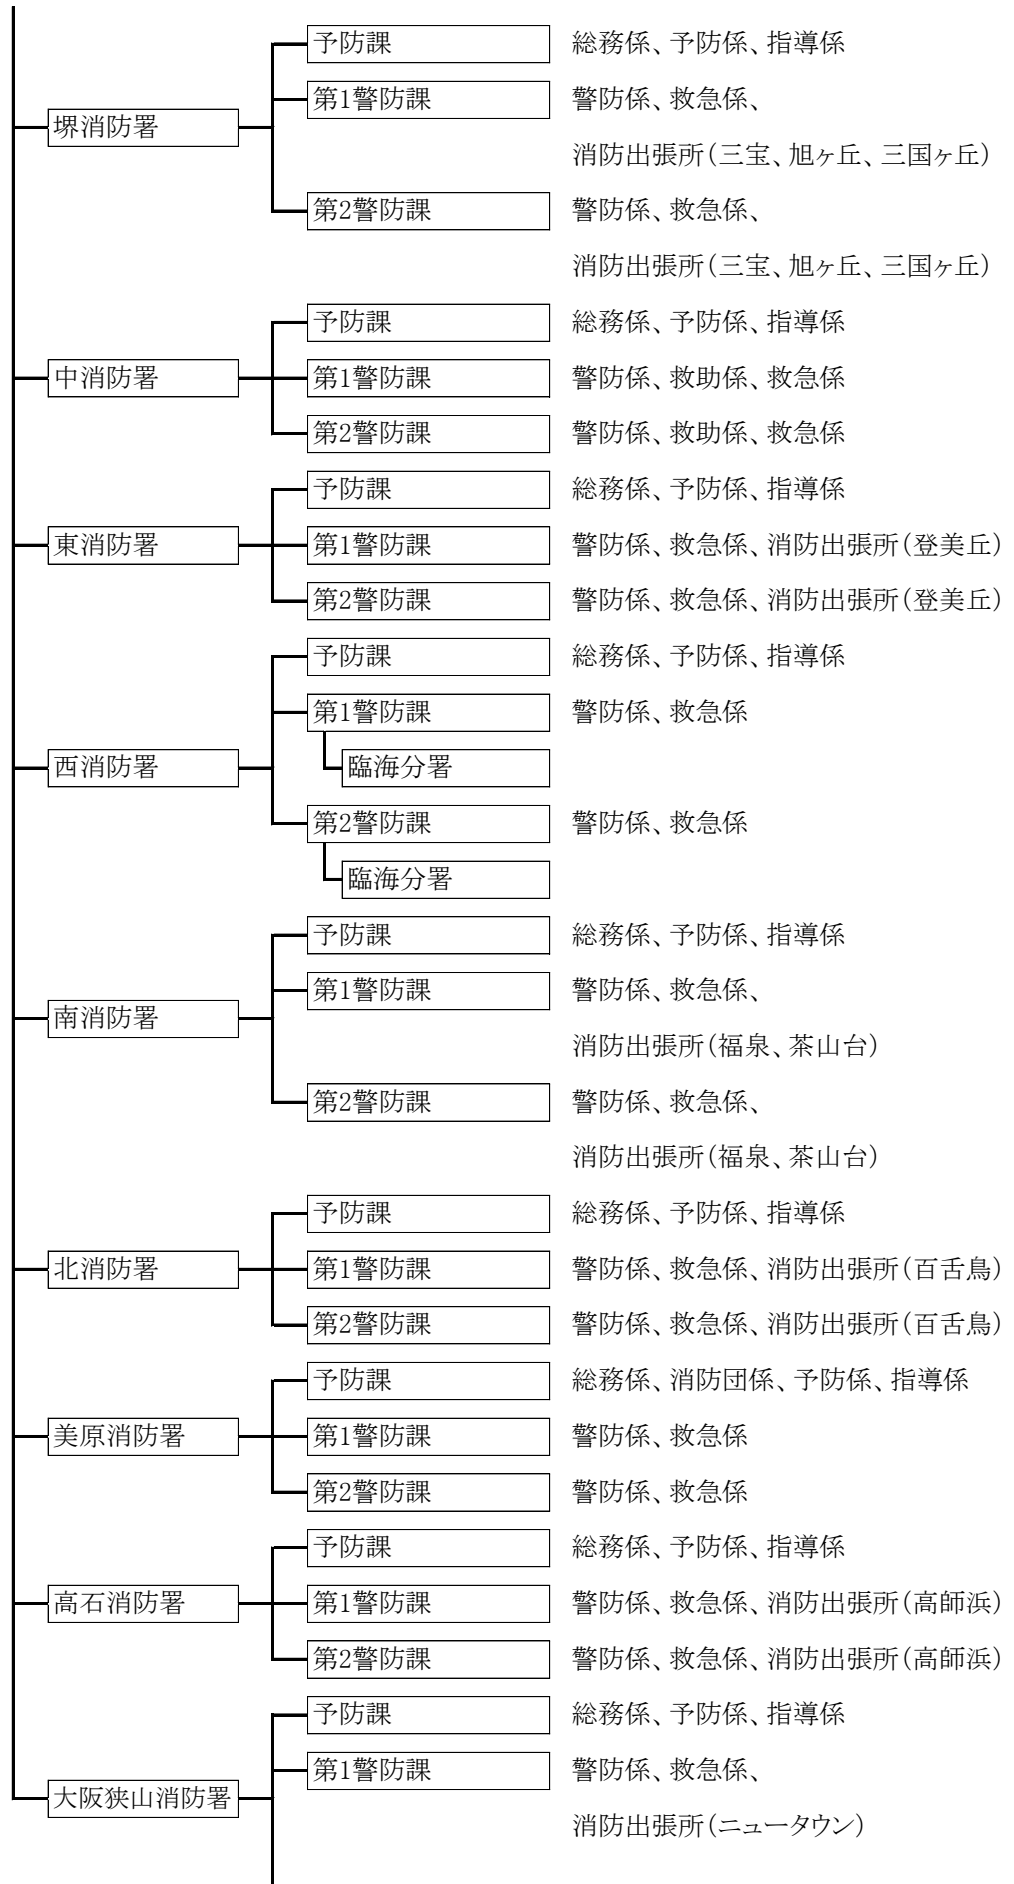 予防課 総務係、予防係、指導係
第1警防課 警防係、救急係、
堺消防署
消防出張所（三宝、旭ヶ丘、三国ヶ丘）
第2警防課 警防係、救急係、
消防出張所（三宝、旭ヶ丘、三国ヶ丘）
予防課 総務係、予防係、指導係
中消防署 第1警防課 警防係、救助係、救急係
第2警防課 警防係、救助係、救急係
予防課 総務係、予防係、指導係
東消防署 第1警防課 警防係、救急係、消防出張所（登美丘）
第2警防課 警防係、救急係、消防出張所（登美丘）
予防課 総務係、予防係、指導係
第1警防課 警防係、救急係
西消防署 臨海分署
第2警防課 警防係、救急係
臨海分署
予防課 総務係、予防係、指導係
第1警防課 警防係、救急係、
南消防署
消防出張所（福泉、茶山台）
第2警防課 警防係、救急係、
消防出張所（福泉、茶山台）
予防課 総務係、予防係、指導係
北消防署 第1警防課 警防係、救急係、消防出張所（百舌鳥）
第2警防課 警防係、救急係、消防出張所（百舌鳥）
予防課 総務係、消防団係、予防係、指導係
美原消防署 第1警防課 警防係、救急係
第2警防課 警防係、救急係
予防課 総務係、予防係、指導係
高石消防署 第1警防課 警防係、救急係、消防出張所（高師浜）
第2警防課 警防係、救急係、消防出張所（高師浜）
予防課 総務係、予防係、指導係
第1警防課 警防係、救急係、
大阪狭山消防署
消防出張所（ニュータウン）